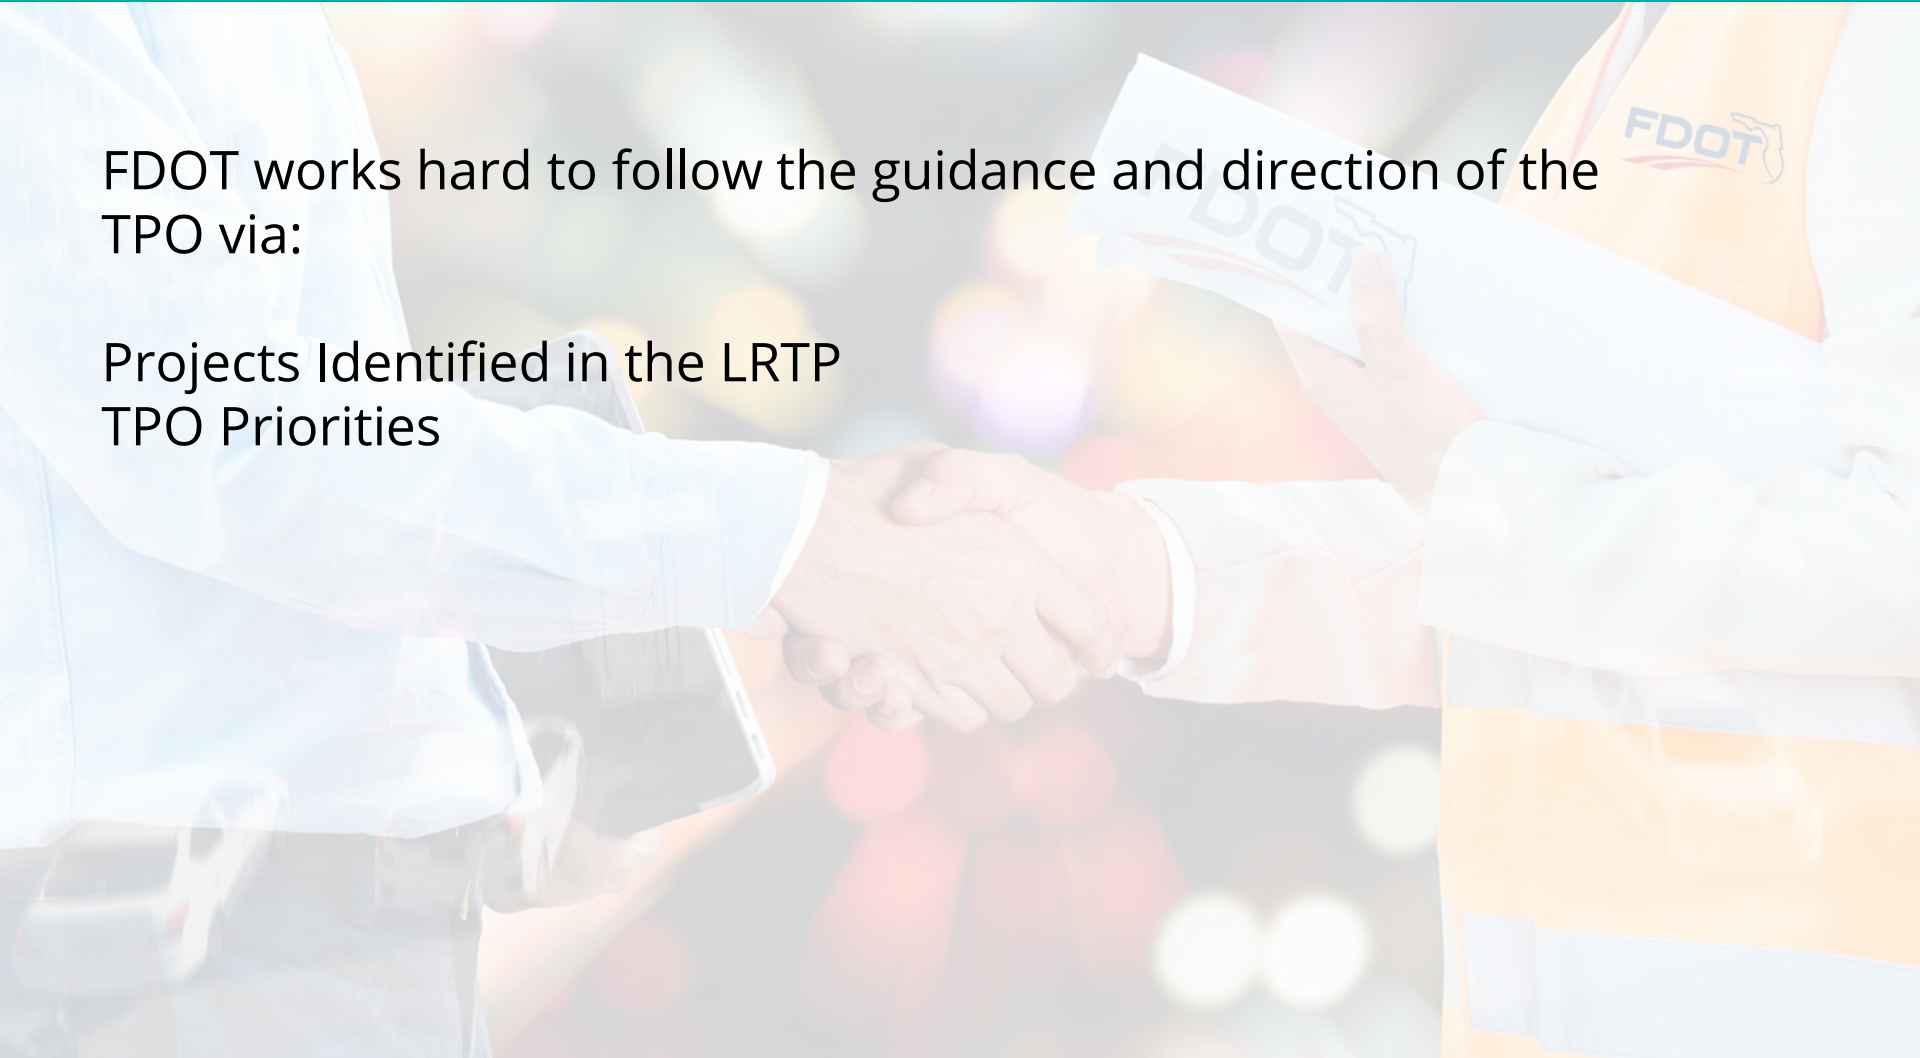 FDOT works hard to follow the guidance and direction of the
TPO via:
Projects Identified in the LRTP
TPO Priorities
FDOT
FDOT